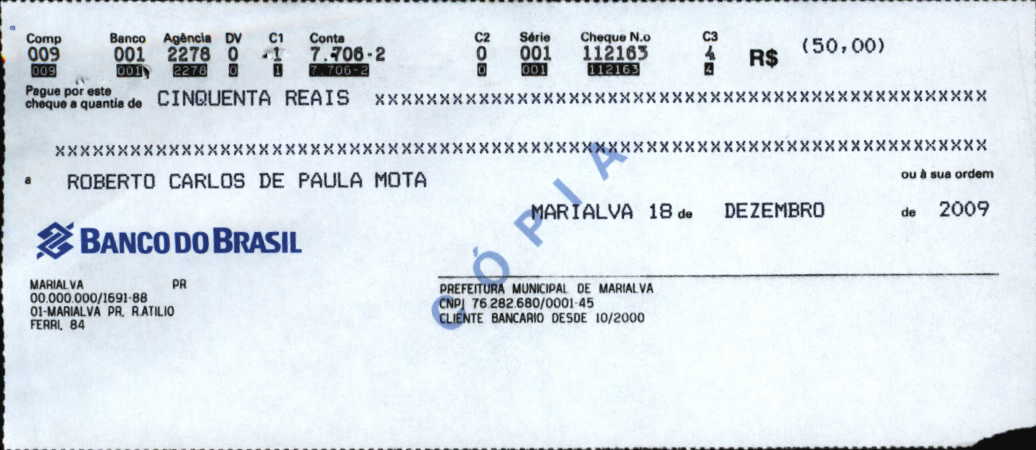 Comp Banco Agência DV C1 Conta C2 Série Cheque N.o C3
009 001 2278 0 1 7.706-2 0 001 112163 4 R$ (50,00)
009 001 2278 0 1 7.706-2 0 001 112163 4
Pague por este
cheque a quantia de CINQUENTA REAIS xxxxxxxxxxxxxxxxxxxxxxxxxxxxxxxxxxxxxxxxxxxxxxxx
xxxxxxxxxxxxxxxxxxxxxxxxxxxxxxxxxxxxxxxxxxxxxxxxxxxxxxxxxxxxxxxxxxxxxxxxxx
a ROBERTO CARLOS DE PAULA MOTA ou à sua ordem
MARIALVA 18 de DEZEMBRO de 2009
BANCO DO BRASIL
CÓPIA
MARIALVA PR
00.000.000/1691-88
01-MARIALVA PR, R.ATILIO
FERRI, 84
PREFEITURA MUNICIPAL DE MARIALVA
CNPJ 76.282.680/0001-45
CLIENTE BANCARIO DESDE 10/2000